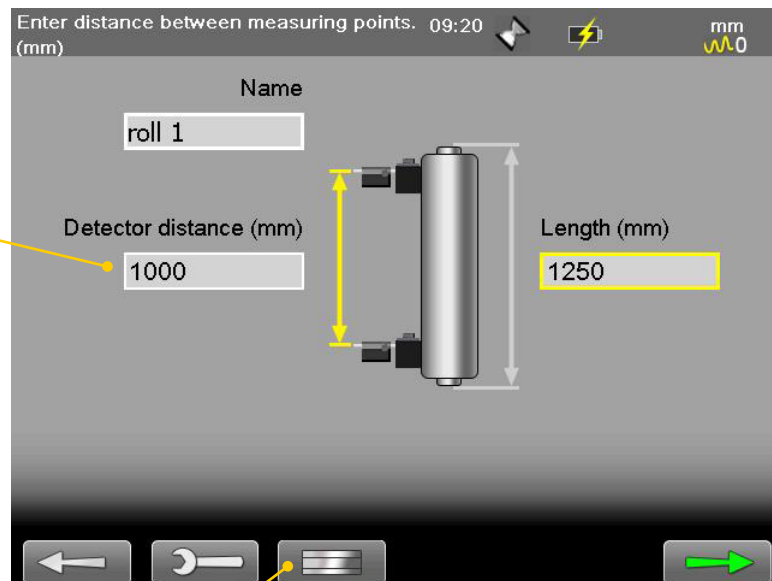 Enter distance between measuring points. 09:20 mm
(mm) 0
Name
roll 1
Detector distance (mm) Length (mm)
1000 1250